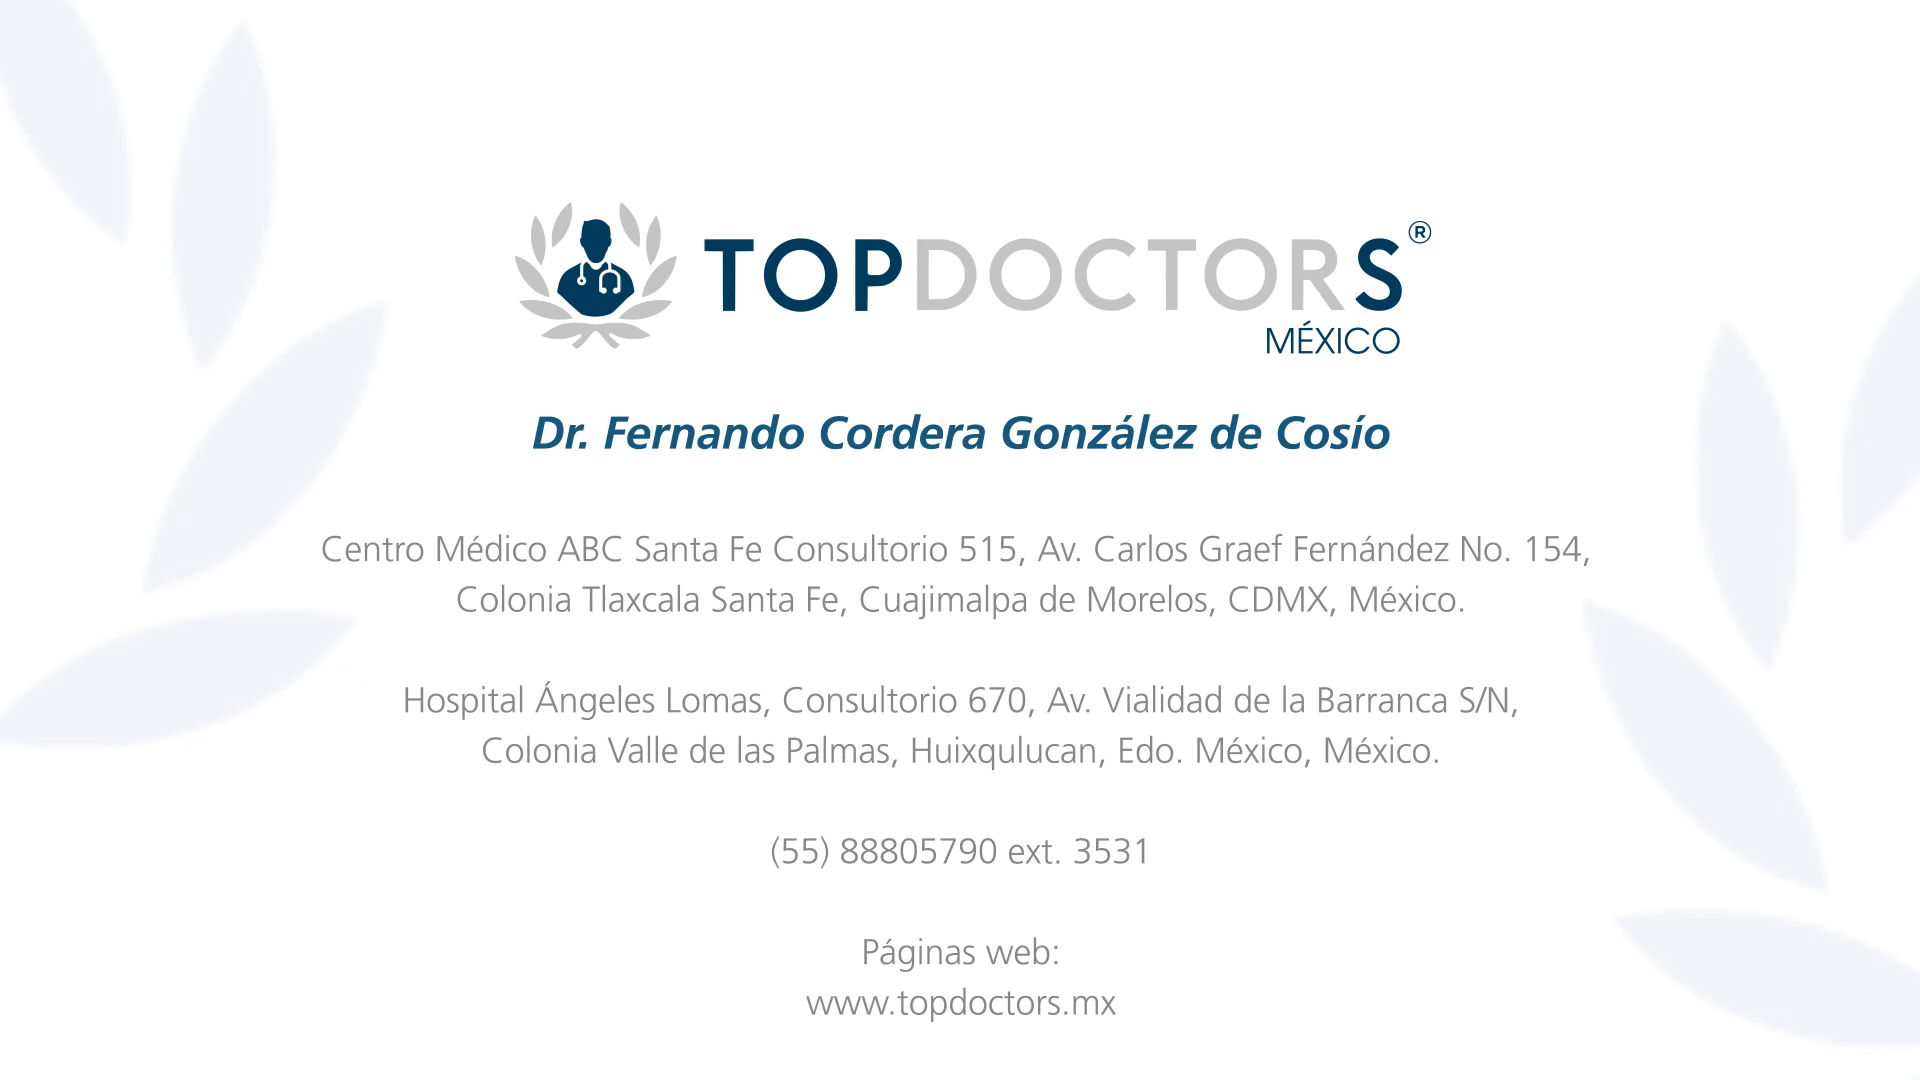 TOPDOCTORS®
MÉXICO
Dr. Fernando Cordera González de Cosío
Centro Médico ABC Santa Fe Consultorio 515, Av. Carlos Graef Fernández No. 154,
Colonia Tlaxcala Santa Fe, Cuajimalpa de Morelos, CDMX, México.
Hospital Ángeles Lomas, Consultorio 670, Av. Vialidad de la Barranca S/N,
Colonia Valle de las Palmas, Huixqulucan, Edo. México, México.
(55) 88805790 ext. 3531
Páginas web:
www.topdoctors.mx